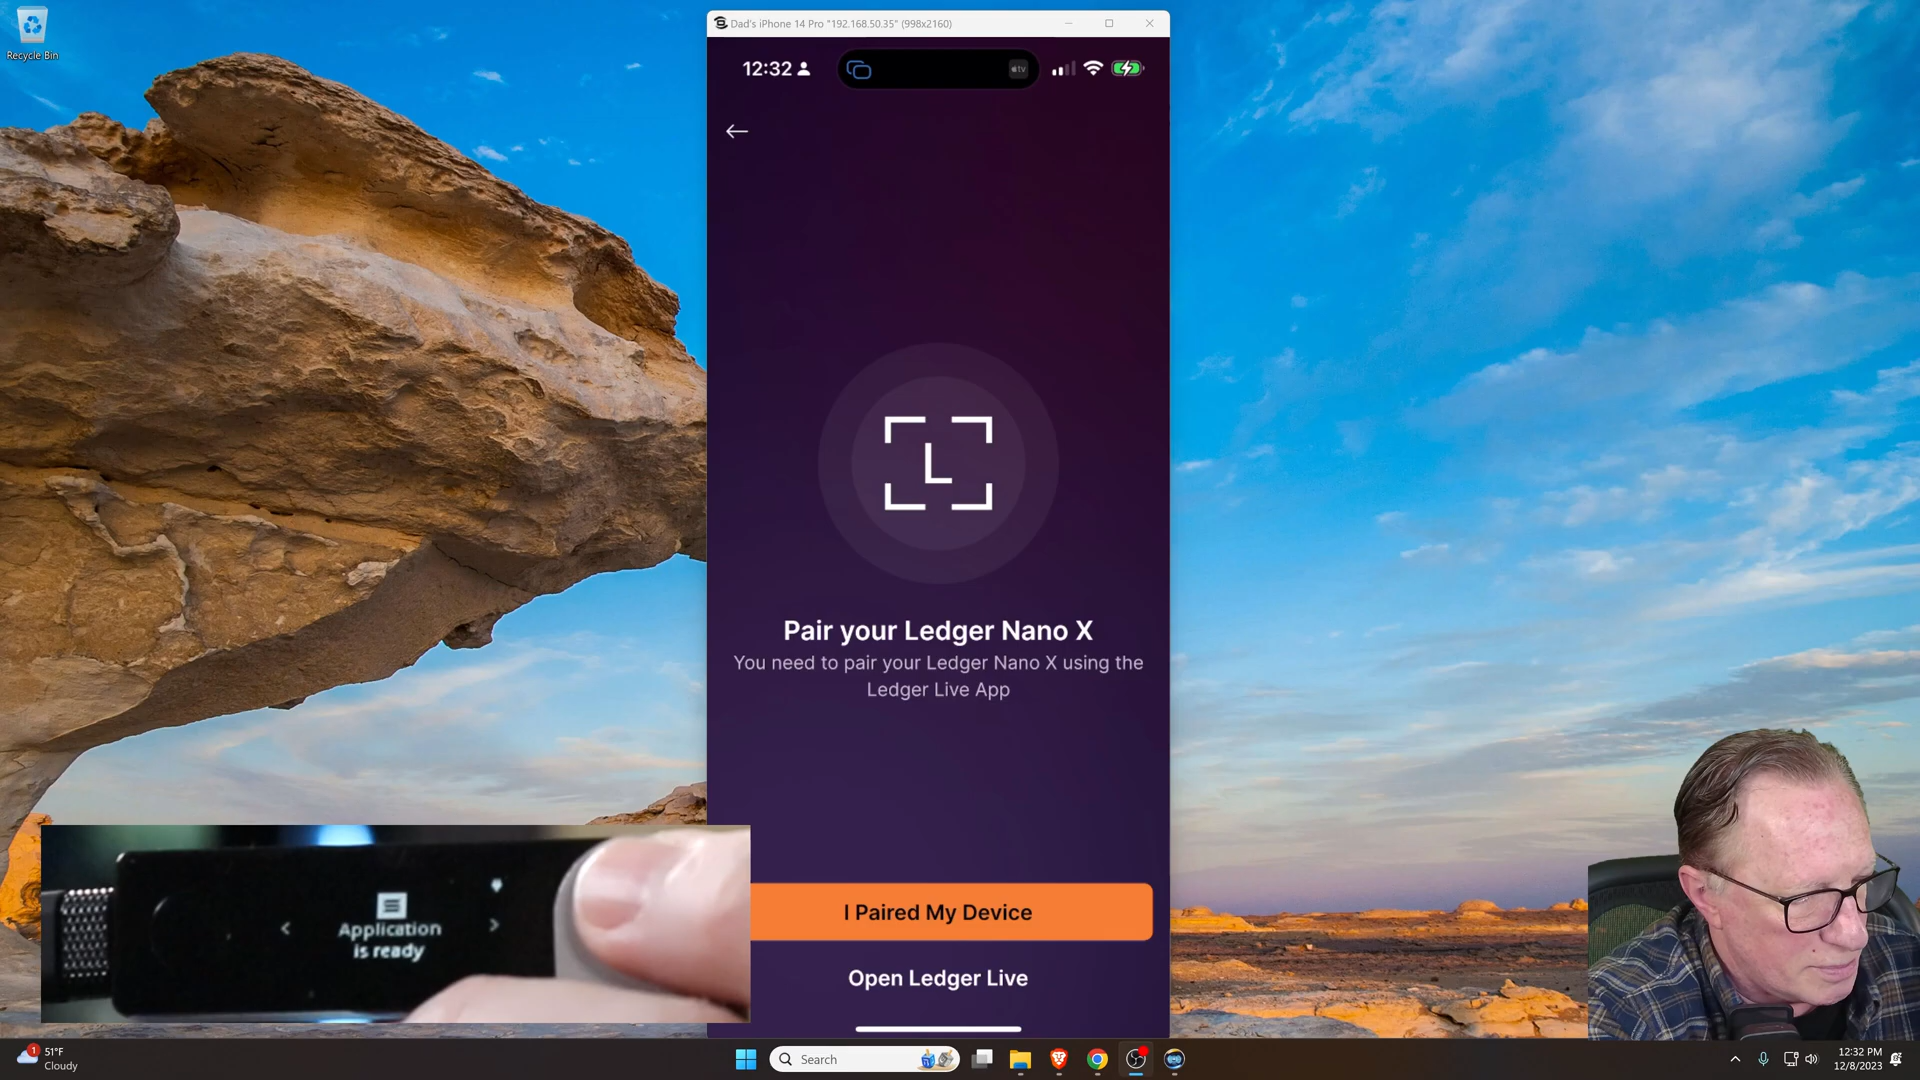 Recycle Bin
Dad's iPhone 14 Pro "192.168.50.35" (998x2160)
12:32
tv
L
Pair your Ledger Nano X
You need to pair your Ledger Nano X using the
Ledger Live App
I Paired My Device
Open Ledger Live
Application
is ready
1
51°F
Cloudy
Search
12:32 PM
12/8/2023